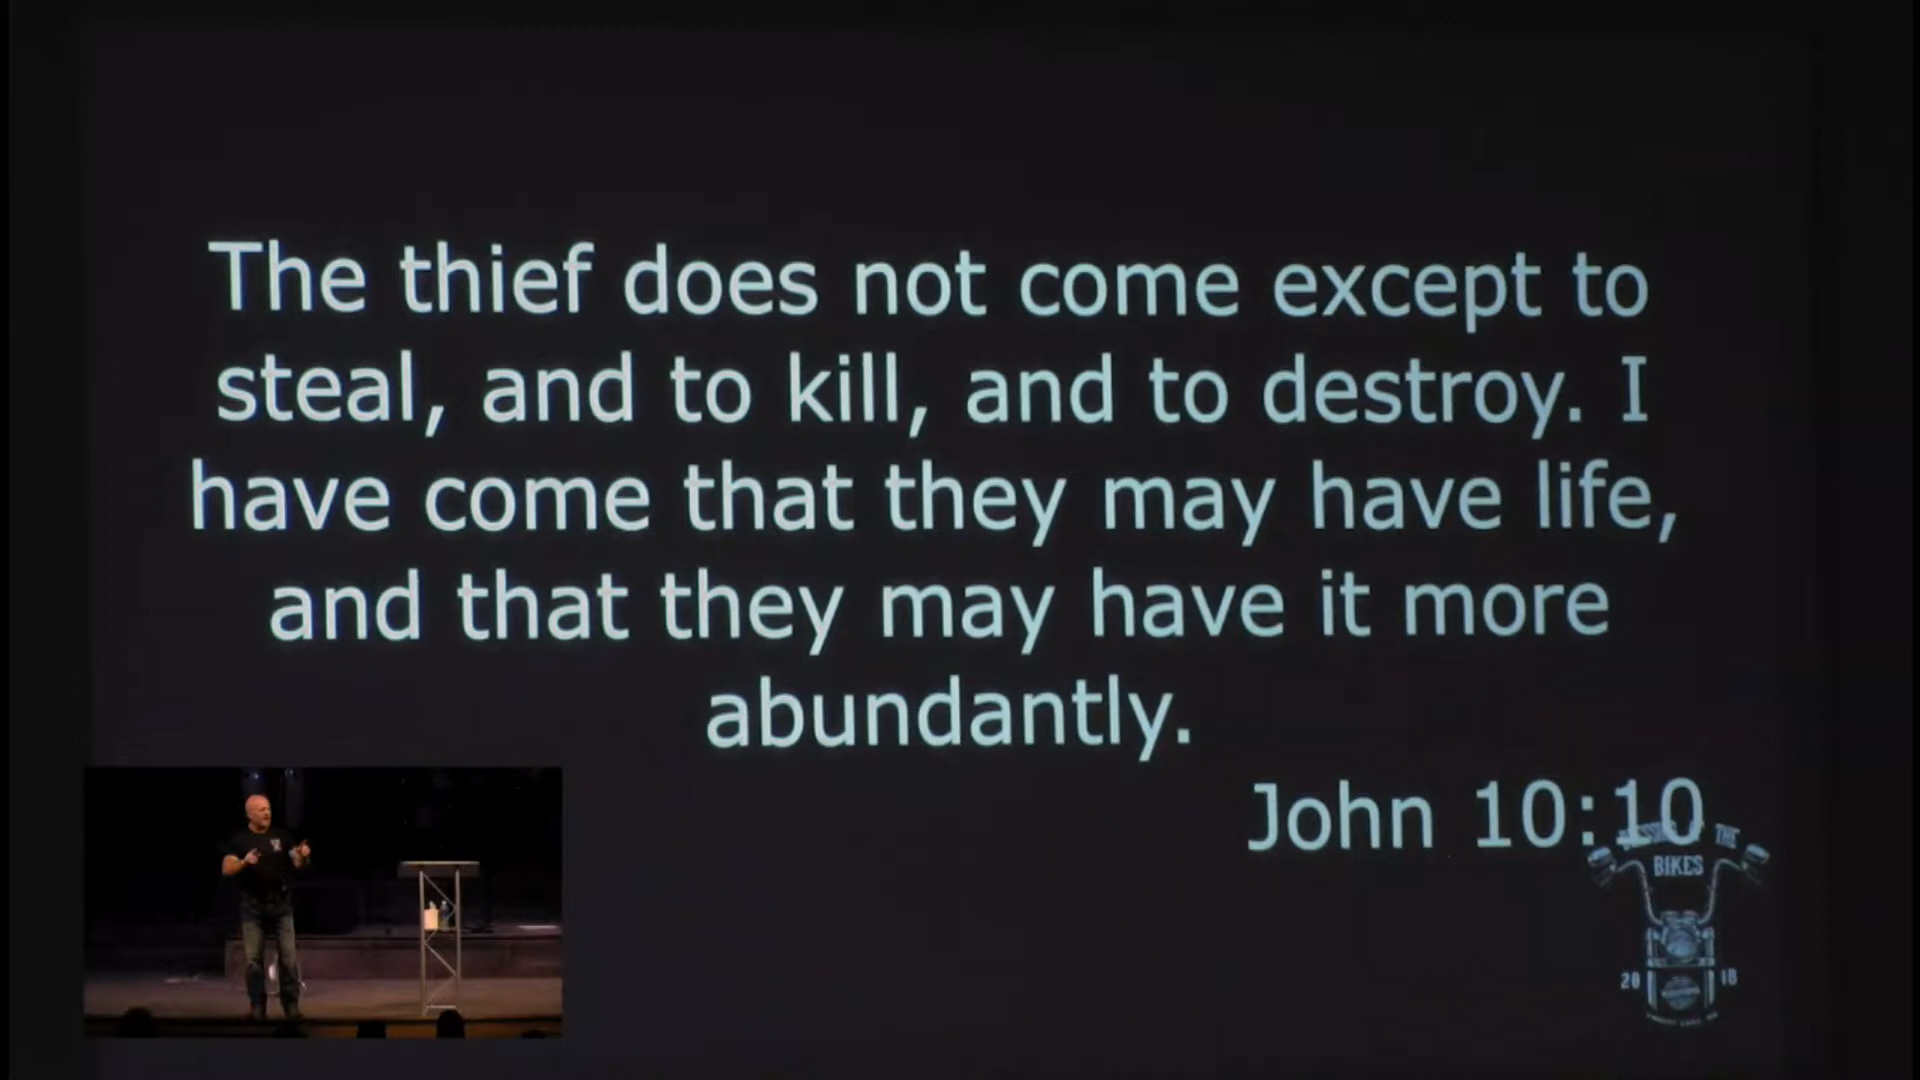 The thief does not come except to
steal, and to kill, and to destroy. I
have come that they may have life,
and that they may have it more
abundantly.
John 10:10
THE
BIKES
20 18